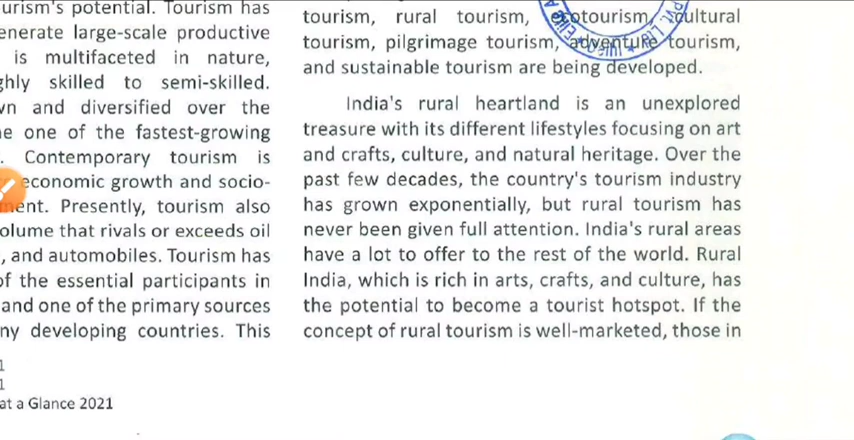 urism's potential. Tourism has
enerate large-scale productive
is multifaceted in nature,
ghly skilled to semi-skilled.
wn and diversified over the
e one of the fastest-growing
. Contemporary tourism is
economic growth and socio-
ment. Presently, tourism also
olume that rivals or exceeds oil
, and automobiles. Tourism has
of the essential participants in
and one of the primary sources
ny developing countries. This
1
1
at a Glance 2021
tourism, rural tourism, ecotourism, cultural
tourism, pilgrimage tourism, adventure tourism,
and sustainable tourism are being developed.
India's rural heartland is an unexplored
treasure with its different lifestyles focusing on art
and crafts, culture, and natural heritage. Over the
past few decades, the country's tourism industry
has grown exponentially, but rural tourism has
never been given full attention. India's rural areas
have a lot to offer to the rest of the world. Rural
India, which is rich in arts, crafts, and culture, has
the potential to become a tourist hotspot. If the
concept of rural tourism is well-marketed, those in
PVT. L